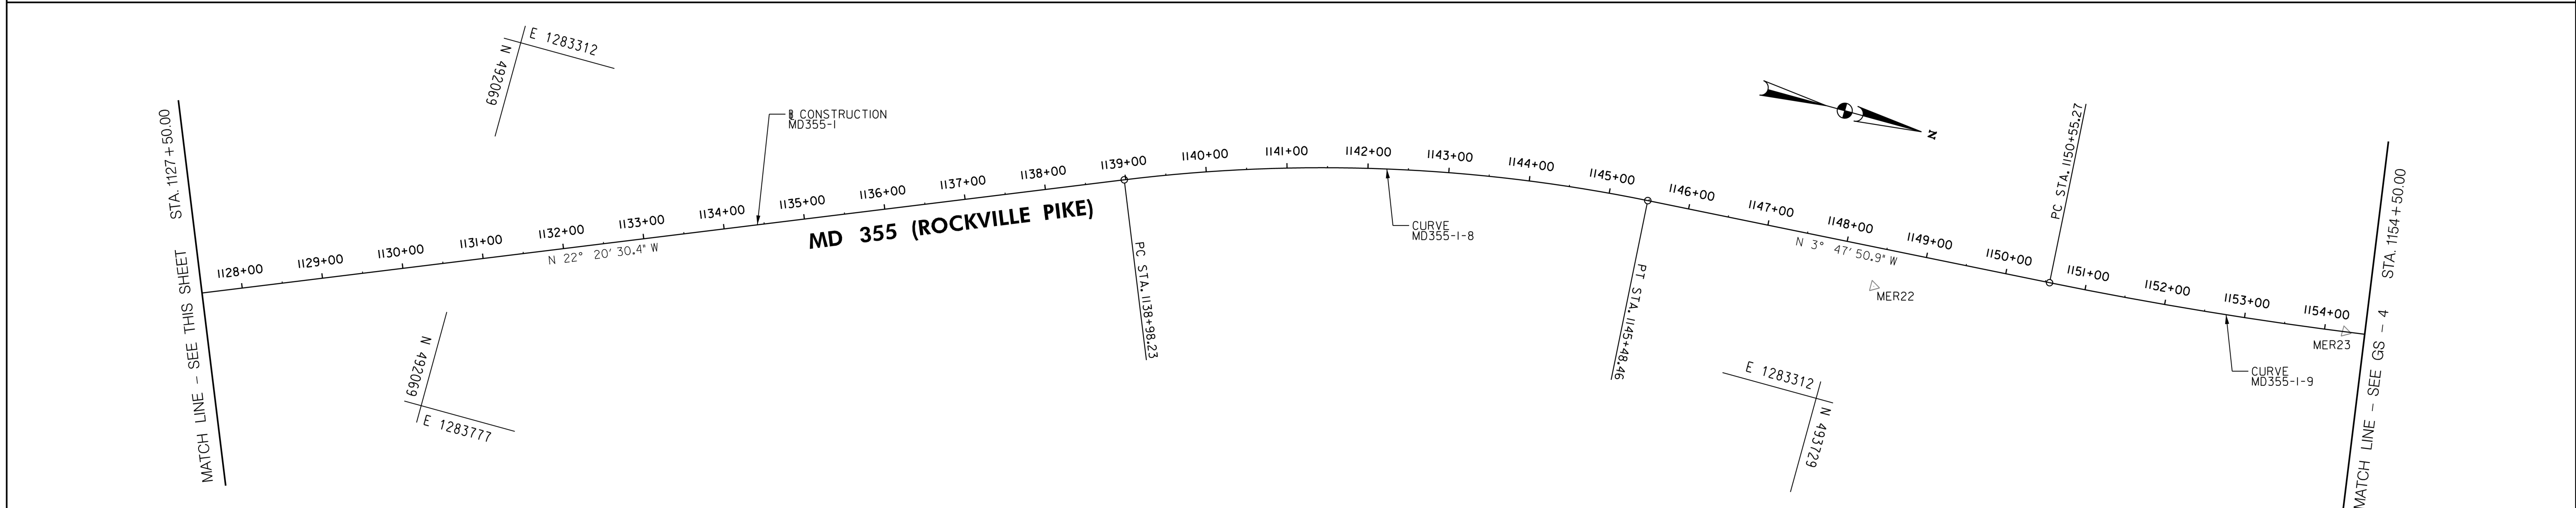 E 1283312
N 492069
STA. 1127+50.00
MATCH LINE - SEE THIS SHEET
N 492069
E 1283777
℄ CONSTRUCTION
MD355-1
1128+00
1129+00
1130+00
1131+00
1132+00
1133+00
1134+00
1135+00
1136+00
1137+00
1138+00
1139+00
1140+00
1141+00
1142+00
1143+00
1144+00
1145+00
1146+00
1147+00
1148+00
1149+00
1150+00
1151+00
1152+00
1153+00
1154+00
N 22° 20' 30.4" W
MD 355 (ROCKVILLE PIKE)
PC STA. 1138+98.23
CURVE
MD355-1-8
PT STA. 1145+48.46
N 3° 47' 50.9" W
MER22
N
PC STA. 1150+55.27
E 1283312
N 493729
CURVE
MD355-1-9
MER23
STA. 1154+50.00
MATCH LINE - SEE GS - 4